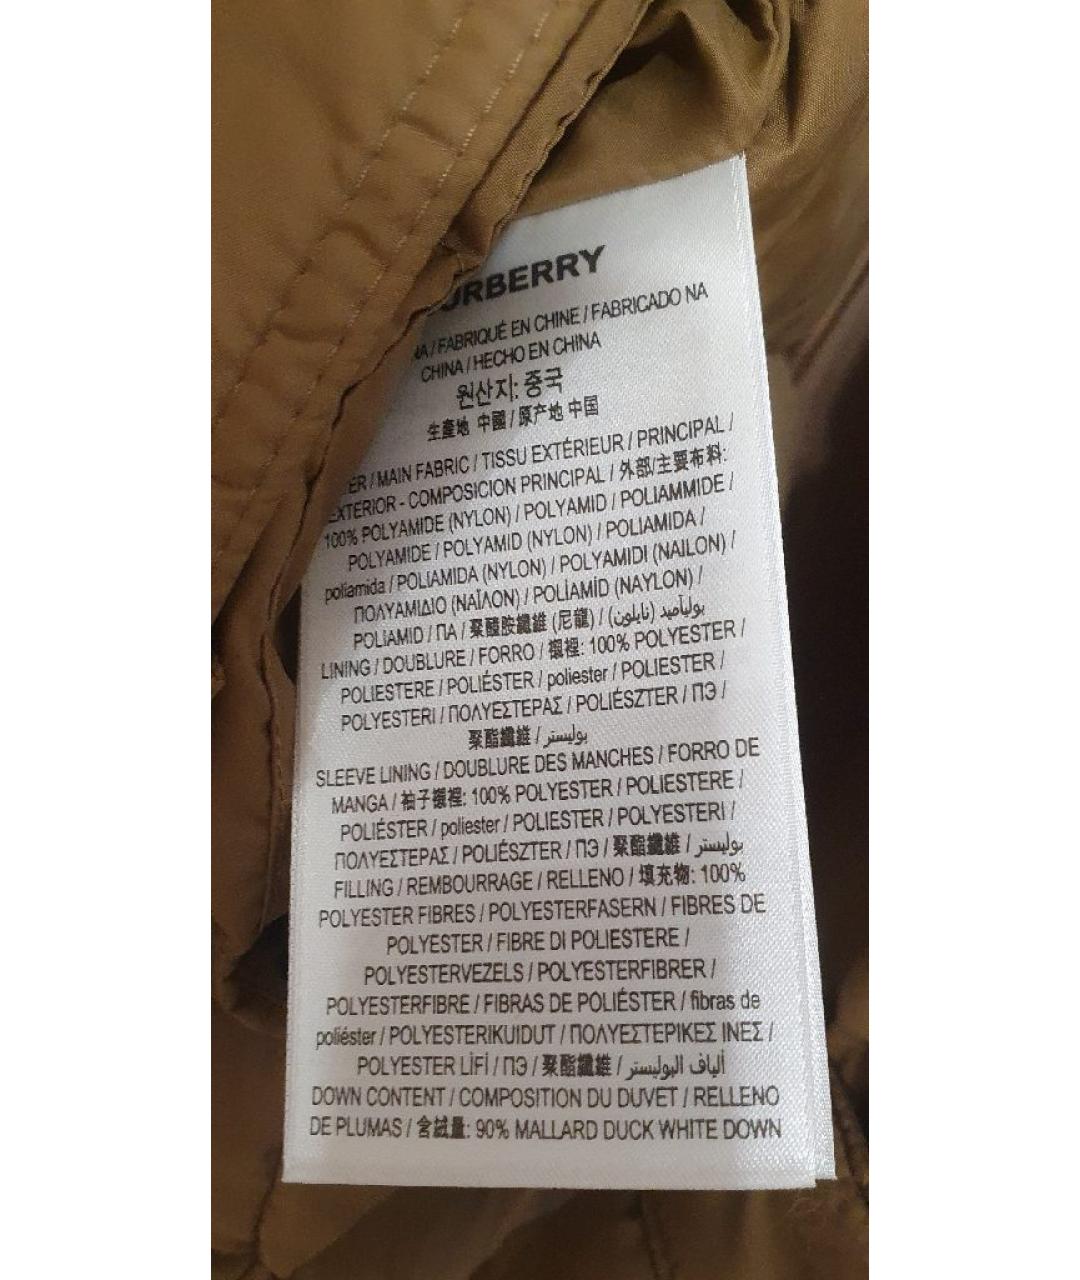 URBERRY
NA / FABRIQUÉ EN CHINE / FABRICADO NA
CHINA / HECHO EN CHINA
원산지: 중국
生產地 中國 / 原产地 中国
ER / MAIN FABRIC / TISSU EXTÉRIEUR / PRINCIPAL /
EXTERIOR - COMPOSICION PRINCIPAL / 外部/主要布料:
100% POLYAMIDE (NYLON) / POLYAMID / POLIAMMIDE /
POLYAMIDE / POLYAMID (NYLON) / POLIAMIDA /
poliamida / POLIAMIDA (NYLON) / POLYAMIDI (NAILON) /
ΠΟΛΥΑΜΙΔΙΟ (ΝΑΪΛΟΝ) / POLİAMİD (NAYLON) /
POLIAMID / ПА / 聚醯胺纖維 (尼龍) / بولیأمید (نایلون)
LINING / DOUBLURE / FORRO / 襯裡: 100% POLYESTER /
POLIESTERE / POLIÉSTER / poliester / POLIESTER /
POLYESTERI / ΠΟΛΥΕΣΤΕΡΑΣ / POLIÉSZTER / ПЭ /
聚酯纖維 / بولیستر
SLEEVE LINING / DOUBLURE DES MANCHES / FORRO DE
MANGA / 袖子襯裡: 100% POLYESTER / POLIESTERE /
POLIÉSTER / poliester / POLIESTER / POLYESTERI /
ΠΟΛΥΕΣΤΕΡΑΣ / POLIÉSZTER / ПЭ / 聚酯纖維 / بولیستر
FILLING / REMBOURRAGE / RELLENO / 填充物: 100%
POLYESTER FIBRES / POLYESTERFASERN / FIBRES DE
POLYESTER / FIBRE DI POLIESTERE /
POLYESTERVEZELS / POLYESTERFIBRER /
POLYESTERFIBRE / FIBRAS DE POLIÉSTER / fibras de
poliéster / POLYESTERIKUIDUT / ΠΟΛΥΕΣΤΕΡΙΚΕΣ ΙΝΕΣ /
POLYESTER LİFİ / ПЭ / 聚酯纖維 / ألیاف البولیستر
DOWN CONTENT / COMPOSITION DU DUVET / RELLENO
DE PLUMAS / 含絨量: 90% MALLARD DUCK WHITE DOWN